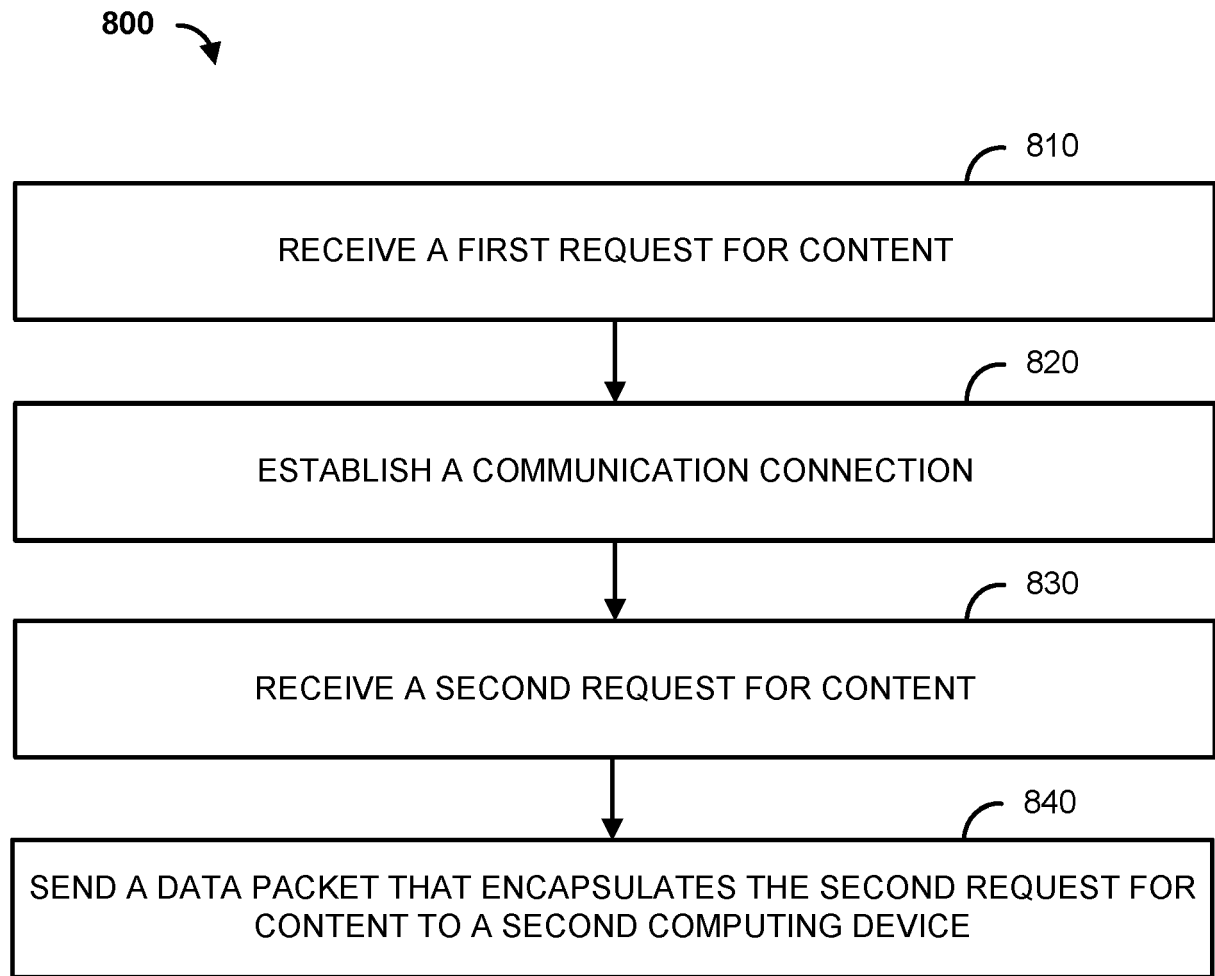 800
810
RECEIVE A FIRST REQUEST FOR CONTENT
820
ESTABLISH A COMMUNICATION CONNECTION
830
RECEIVE A SECOND REQUEST FOR CONTENT
840
SEND A DATA PACKET THAT ENCAPSULATES THE SECOND REQUEST FOR
CONTENT TO A SECOND COMPUTING DEVICE